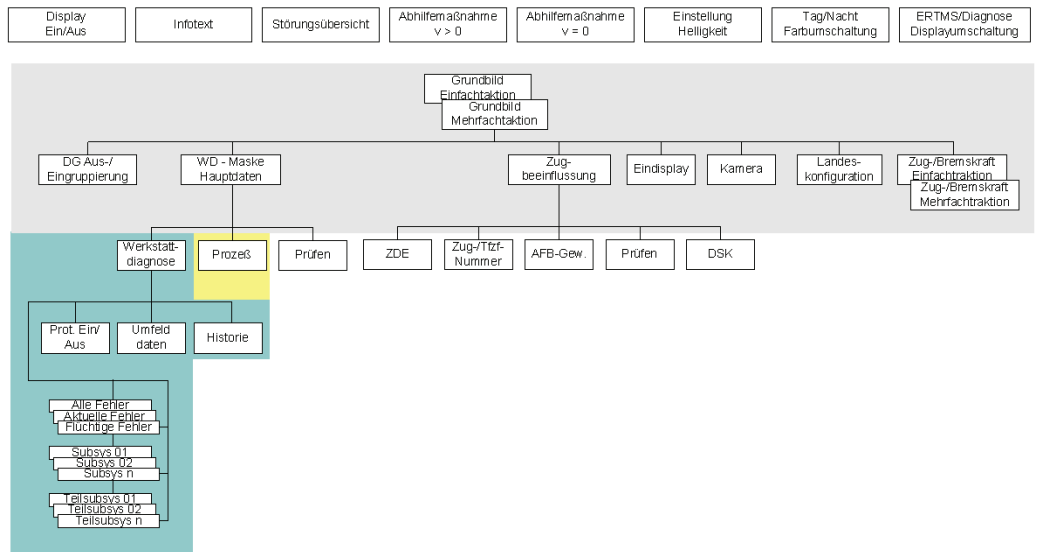 Display
Ein/Aus
Infotext
Störungsübersicht
Abhilfemaßnahme
v > 0
Abhilfemaßnahme
v = 0
Einstellung
Helligkeit
Tag/Nacht
Farbumschaltung
ERTMS/Diagnose
Displayumschaltung
Grundbild
Einfachtaktion
Grundbild
Mehrfachtaktion
DG Aus-/
Eingruppierung
WD - Maske
Hauptdaten
Zug-
beeinflussung
Eindisplay
Kamera
Landes-
konfiguration
Zug-/Bremskraft
Einfachtraktion
Zug-/Bremskraft
Mehrfachtraktion
Werkstatt-
diagnose
Prozeß
Prüfen
ZDE
Zug-/Tfzf-
Nummer
AFB-Gew.
Prüfen
DSK
Prot. Ein/
Aus
Umfeld
daten
Historie
Alle Fehler
Aktuelle Fehler
Flüchtige Fehler
Subsys 01
Subsys 02
Subsys n
Teilsubsys 01
Teilsubsys 02
Teilsubsys n